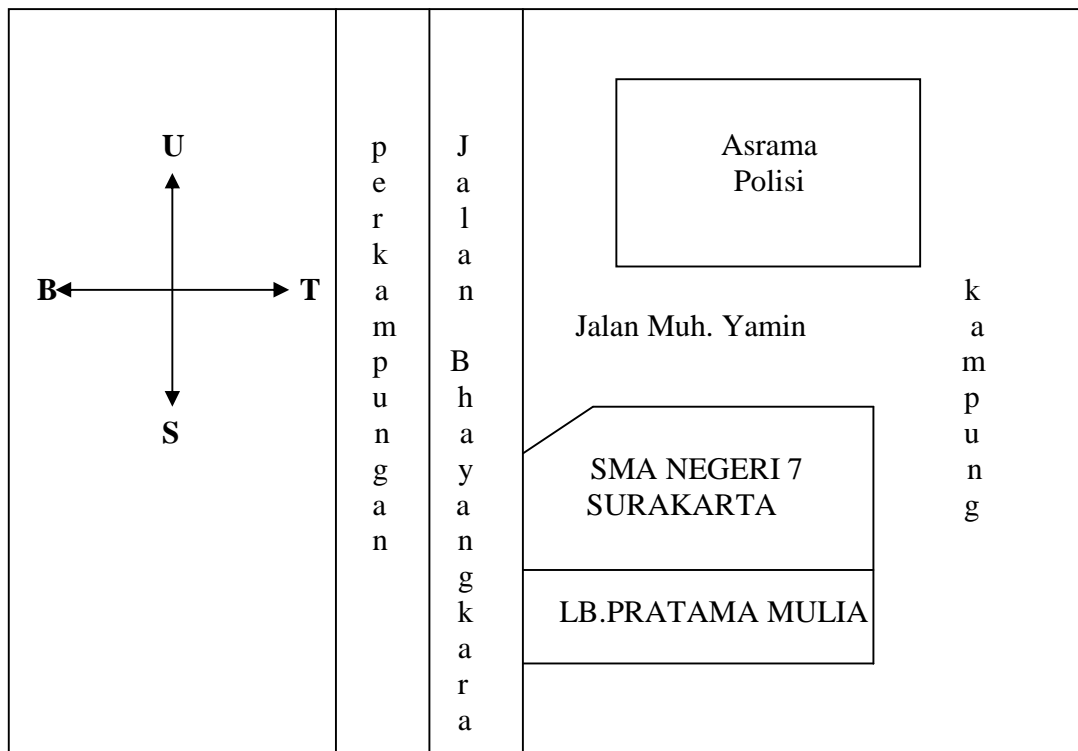 U
B
T
S
perkampungan
Jalan Bhayangkara
Asrama
Polisi
Jalan Muh. Yamin
kampung
SMA NEGERI 7
SURAKARTA
LB.PRATAMA MULIA